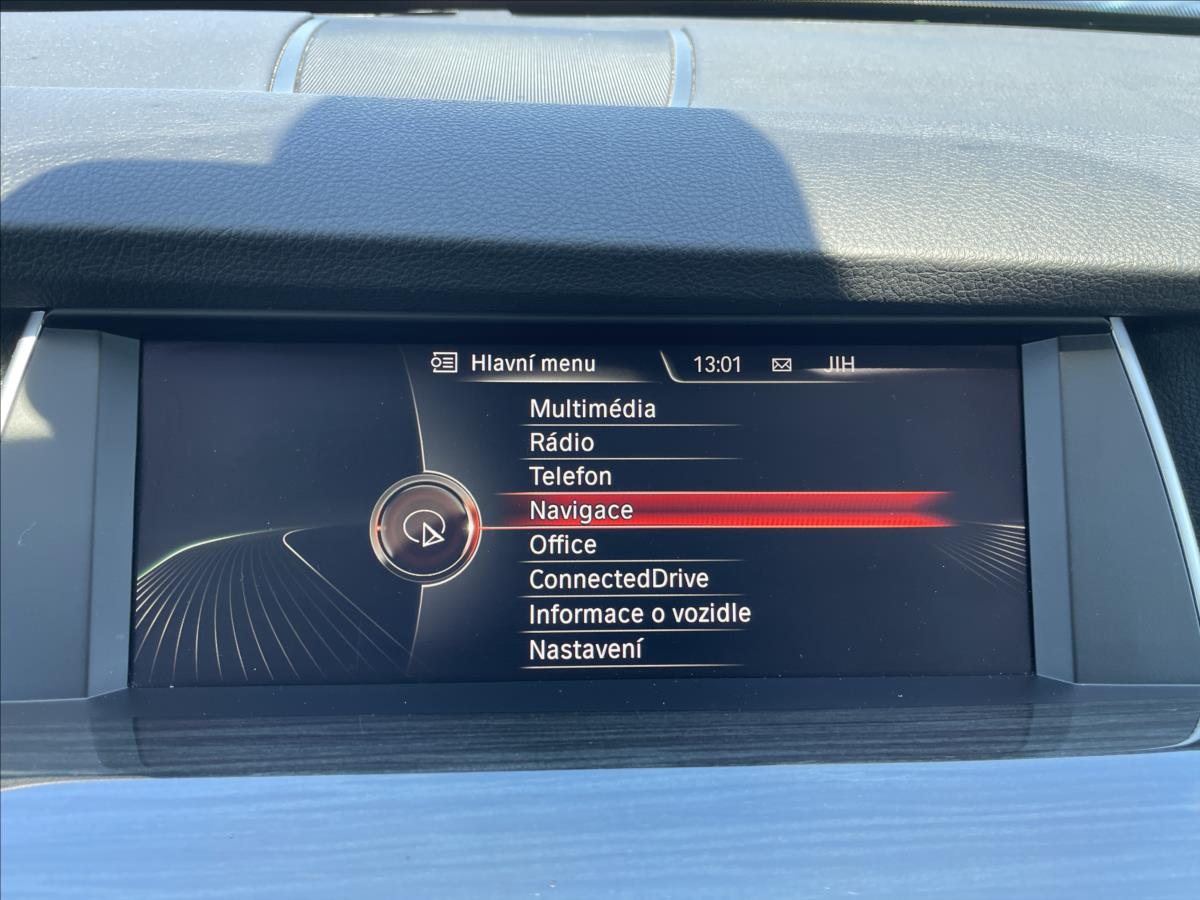 Hlavní menu 13:01 JIH
Multimédia
Rádio
Telefon
Navigace
Office
ConnectedDrive
Informace o vozidle
Nastavení